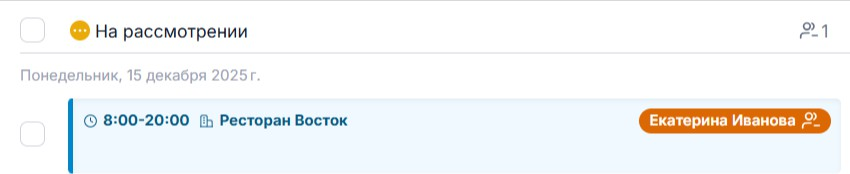 На рассмотрении 1
Понедельник, 15 декабря 2025 г.
8:00-20:00 Ресторан Восток Екатерина Иванова